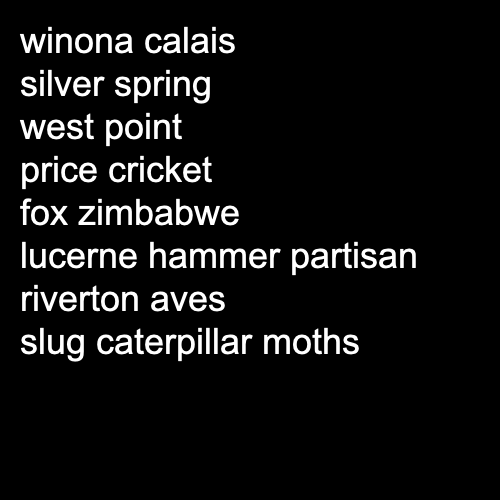 winona calais
silver spring
west point
price cricket
fox zimbabwe
lucerne hammer partisan
riverton aves
slug caterpillar moths